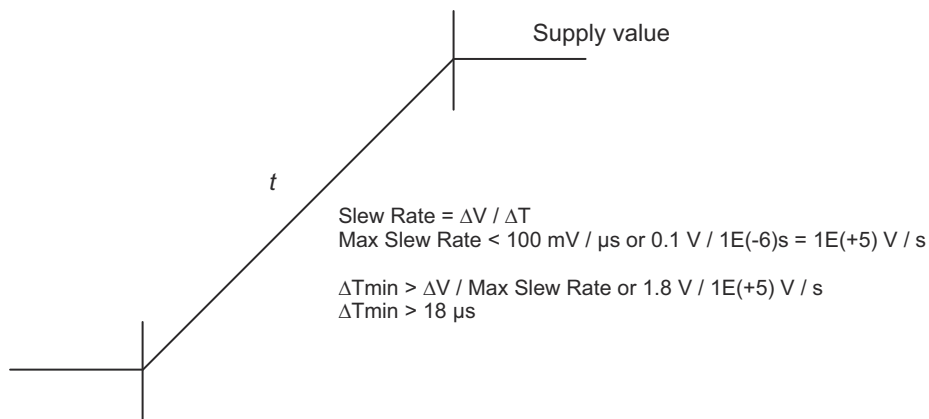 Supply value
t
Slew Rate = ΔV / ΔT
Max Slew Rate < 100 mV / µs or 0.1 V / 1E(-6)s = 1E(+5) V / s
ΔTmin > ΔV / Max Slew Rate or 1.8 V / 1E(+5) V / s
ΔTmin > 18 µs